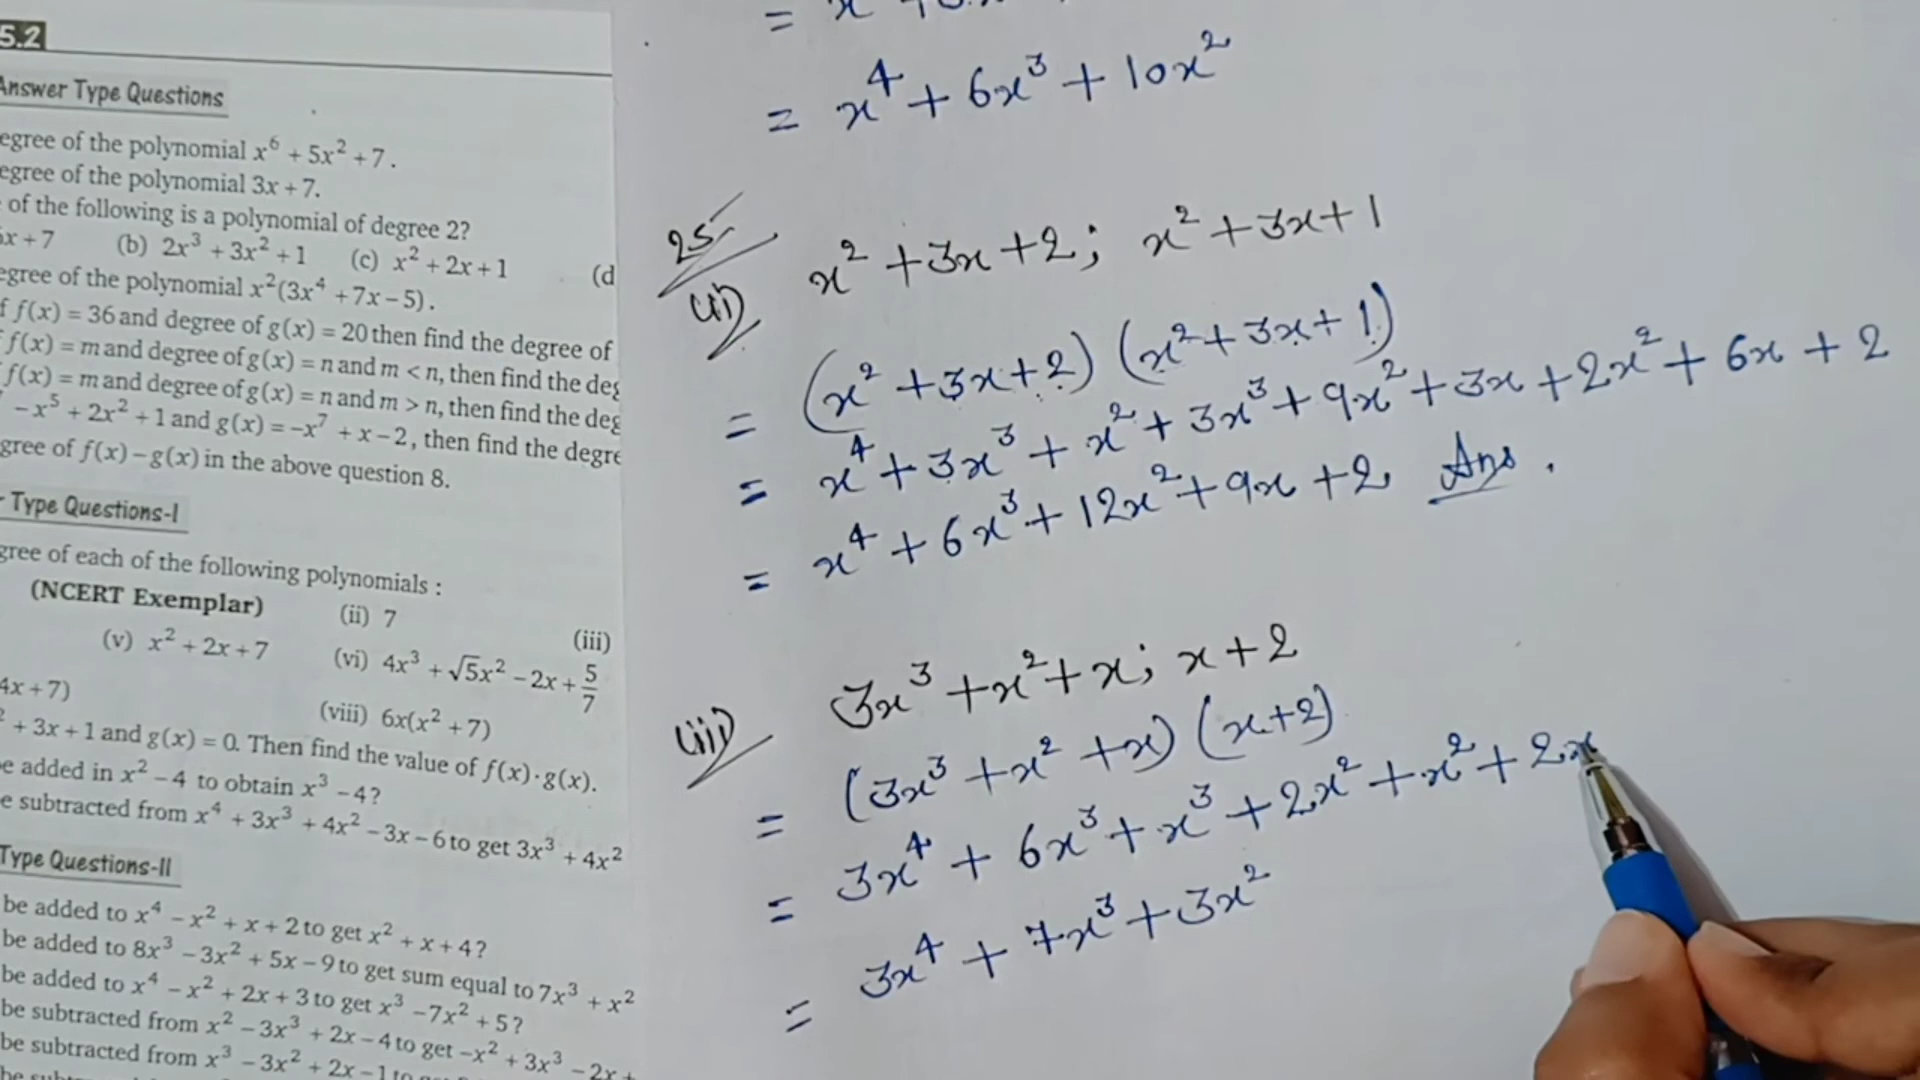 5.2
Answer Type Questions
egree of the polynomial x⁶ + 5x² + 7.
egree of the polynomial 3x + 7.
of the following is a polynomial of degree 2?
x + 7 (b) 2x³ + 3x² + 1 (c) x² + 2x + 1 (d
egree of the polynomial x²(3x⁴ + 7x − 5).
f f(x) = 36 and degree of g(x) = 20 then find the degree of
f(x) = m and degree of g(x) = n and m < n, then find the deg
f(x) = m and degree of g(x) = n and m > n, then find the deg
− x⁵ + 2x² + 1 and g(x) = −x⁷ + x − 2, then find the degre
gree of f(x) − g(x) in the above question 8.
Type Questions-I
gree of each of the following polynomials :
(NCERT Exemplar) (ii) 7 (iii)
(v) x² + 2x + 7 (vi) 4x³ + √5x² − 2x + 5/7
4x + 7) (viii) 6x(x² + 7)
² + 3x + 1 and g(x) = 0. Then find the value of f(x)·g(x).
e added in x² − 4 to obtain x³ − 4?
e subtracted from x⁴ + 3x³ + 4x² − 3x − 6 to get 3x³ + 4x²
Type Questions-II
be added to x⁴ − x² + x + 2 to get x² + x + 4?
be added to 8x³ − 3x² + 5x − 9 to get sum equal to 7x³ + x²
be added to x⁴ − x² + 2x + 3 to get x³ − 7x² + 5?
be subtracted from x² − 3x³ + 2x − 4 to get −x² + 3x³ − 2x +
be subtracted from x³ − 3x² + 2x − 1 to
= x⁴ + 6x³ + 10x²
25
(ii) x² + 3x + 2; x² + 3x + 1
= (x² + 3x + 2) (x² + 3x + 1)
= x⁴ + 3x³ + x² + 3x³ + 9x² + 3x + 2x² + 6x + 2
= x⁴ + 6x³ + 12x² + 9x + 2 Ans.
(iii) 3x³ + x² + x; x + 2
= (3x³ + x² + x) (x + 2)
= 3x⁴ + 6x³ + x³ + 2x² + x² + 2x
= 3x⁴ + 7x³ + 3x²